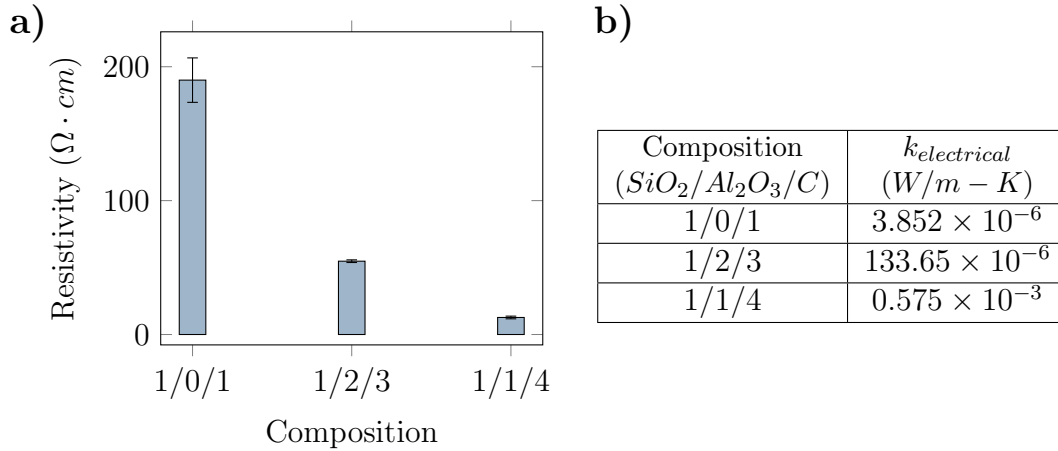 a)
Resistivity (Ω · cm)
200
100
0
1/0/1 1/2/3 1/1/4
Composition
b)
Composition k_electrical
(SiO₂/Al₂O₃/C) (W/m − K)
1/0/1 3.852 × 10⁻⁶
1/2/3 133.65 × 10⁻⁶
1/1/4 0.575 × 10⁻³